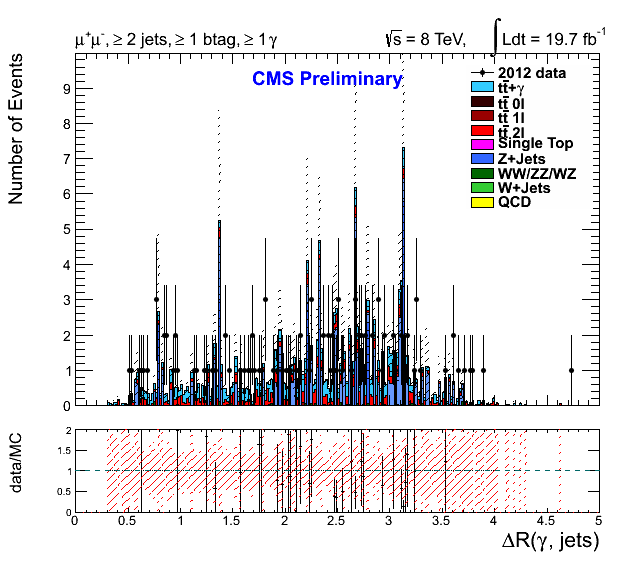 μ⁺μ⁻, ≥ 2 jets, ≥ 1 btag, ≥ 1 γ
√s = 8 TeV, ∫ Ldt = 19.7 fb⁻¹
CMS Preliminary
2012 data
tt̄+γ
tt̄ 0l
tt̄ 1l
tt̄ 2l
Single Top
Z+Jets
WW/ZZ/WZ
W+Jets
QCD
Number of Events
9
8
7
6
5
4
3
2
1
0
data/MC
2
1.5
1
0.5
0
0 0.5 1 1.5 2 2.5 3 3.5 4 4.5 5
ΔR(γ, jets)